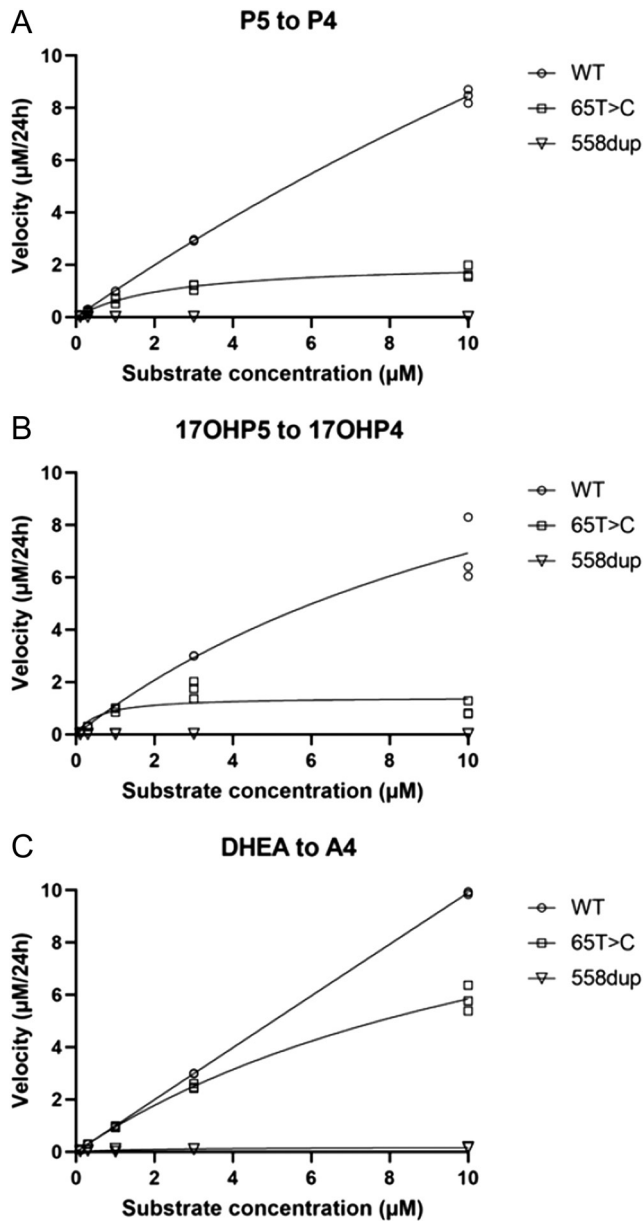 A
P5 to P4
10
8
6
4
2
0
Velocity (µM/24h)
0 2 4 6 8 10
Substrate concentration (µM)
WT
65T>C
558dup
B
17OHP5 to 17OHP4
10
8
6
4
2
0
Velocity (µM/24h)
0 2 4 6 8 10
Substrate concentration (µM)
WT
65T>C
558dup
C
DHEA to A4
10
8
6
4
2
0
Velocity (µM/24h)
0 2 4 6 8 10
Substrate concentration (µM)
WT
65T>C
558dup